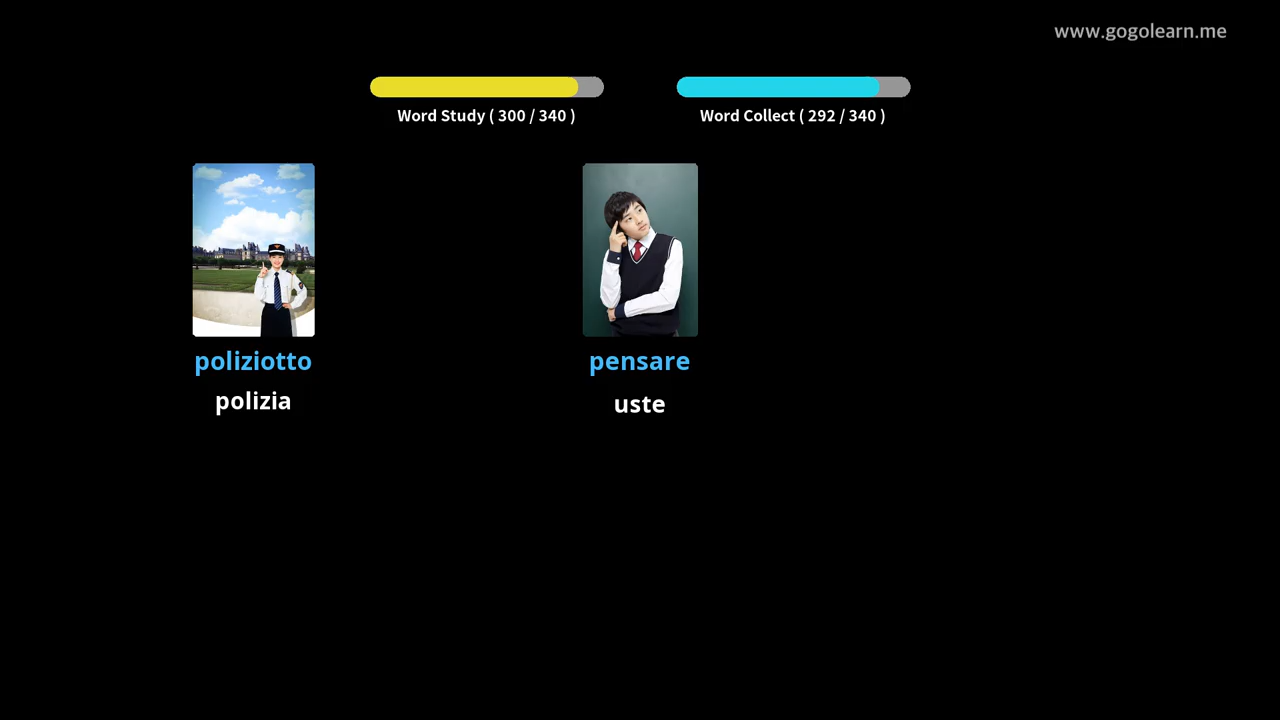 www.gogolearn.me
Word Study ( 300 / 340 )
Word Collect ( 292 / 340 )
poliziotto
pensare
polizia
uste